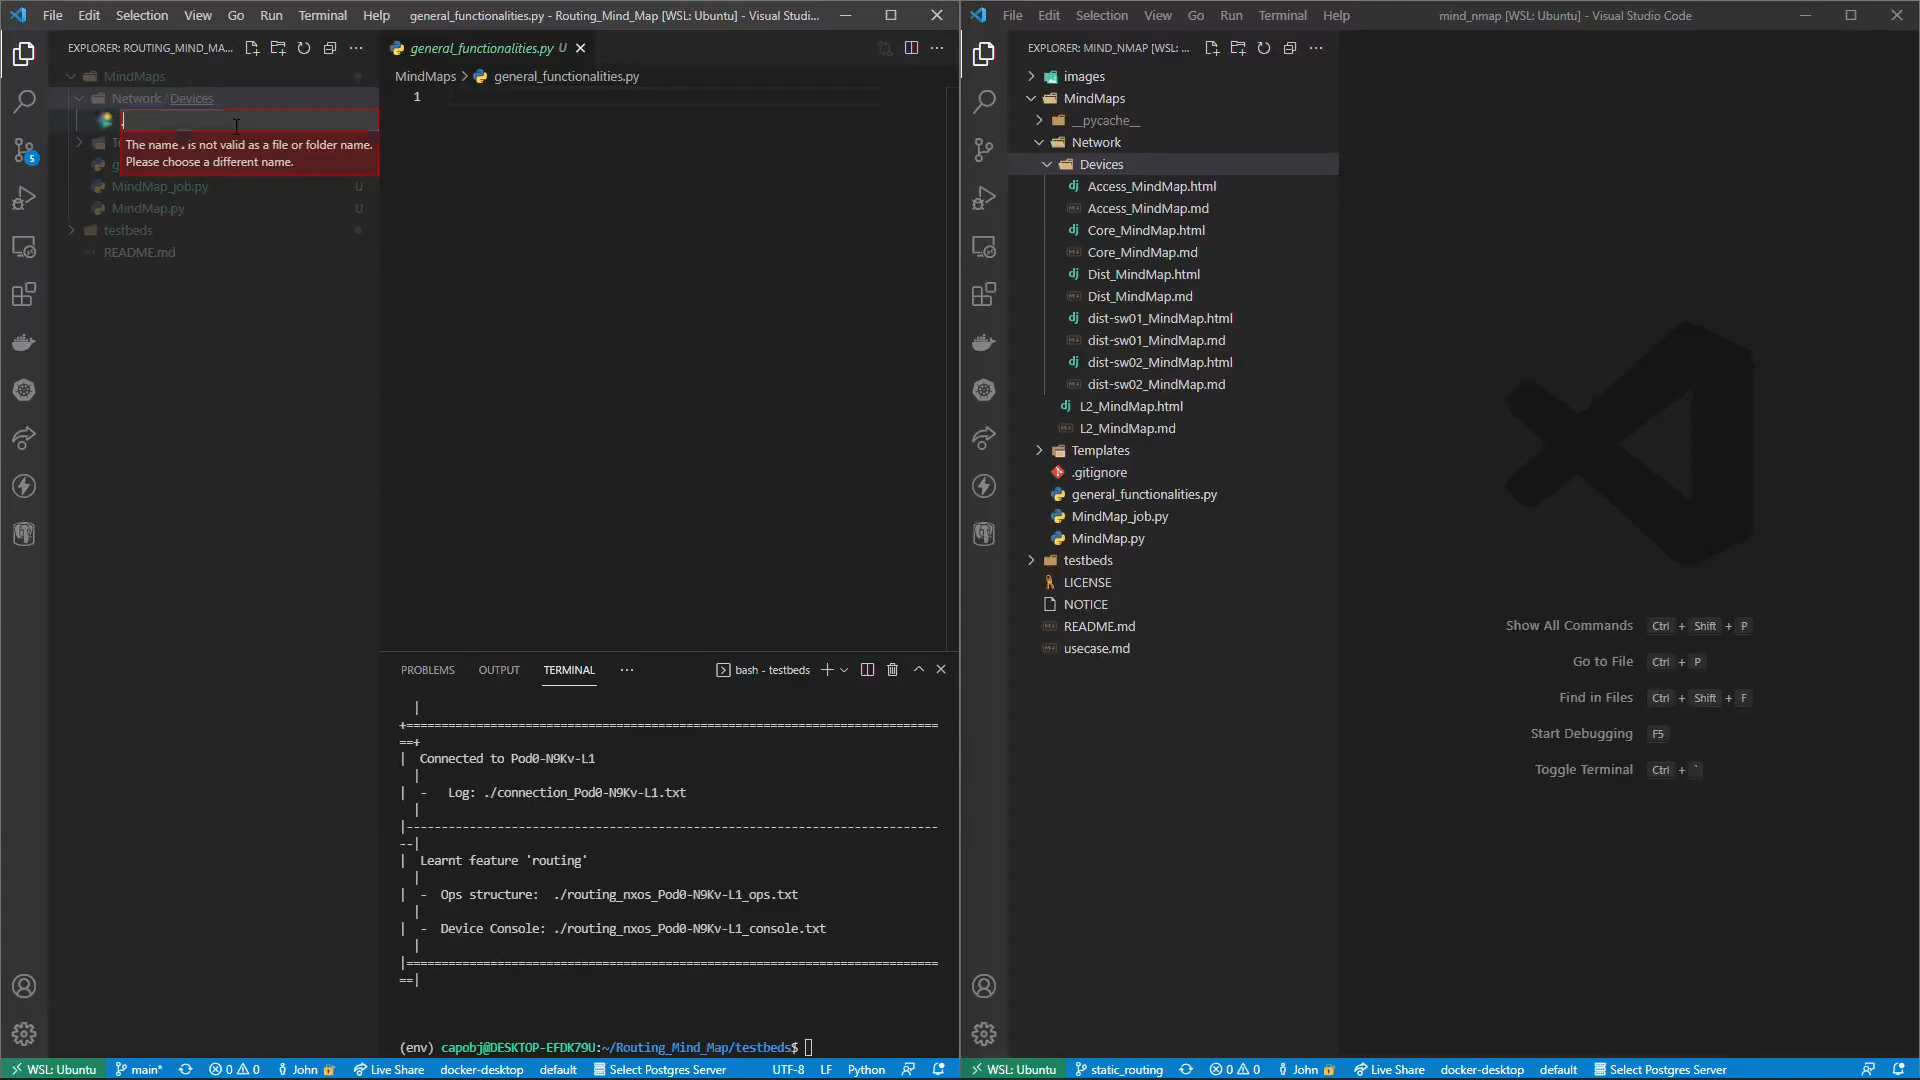 File Edit Selection View Go Run Terminal Help general_functionalities.py - Routing_Mind_Map [WSL: Ubuntu] - Visual Studi...
EXPLORER: ROUTING_MIND_MA...
MindMaps
Network / Devices
.
The name . is not valid as a file or folder name.
Please choose a different name.
MindMap_job.py U
MindMap.py U
testbeds
README.md
5
general_functionalities.py U
MindMaps > general_functionalities.py
1
PROBLEMS OUTPUT TERMINAL ... bash - testbeds
|
+==============================================================================
==+
| Connected to Pod0-N9Kv-L1
|
| - Log: ./connection_Pod0-N9Kv-L1.txt
|
|------------------------------------------------------------------------------
--|
| Learnt feature 'routing'
|
| - Ops structure: ./routing_nxos_Pod0-N9Kv-L1_ops.txt
|
| - Device Console: ./routing_nxos_Pod0-N9Kv-L1_console.txt
|
|==============================================================================
==|
(env) capobj@DESKTOP-EFDK79U:~/Routing_Mind_Map/testbeds$
WSL: Ubuntu main* 0 0 John Live Share docker-desktop default Select Postgres Server UTF-8 LF Python
File Edit Selection View Go Run Terminal Help mind_nmap [WSL: Ubuntu] - Visual Studio Code
EXPLORER: MIND_NMAP [WSL: ...
images
MindMaps
__pycache__
Network
Devices
Access_MindMap.html
Access_MindMap.md
Core_MindMap.html
Core_MindMap.md
Dist_MindMap.html
Dist_MindMap.md
dist-sw01_MindMap.html
dist-sw01_MindMap.md
dist-sw02_MindMap.html
dist-sw02_MindMap.md
L2_MindMap.html
L2_MindMap.md
Templates
.gitignore
general_functionalities.py
MindMap_job.py
MindMap.py
testbeds
LICENSE
NOTICE
README.md
usecase.md
Show All Commands Ctrl + Shift + P
Go to File Ctrl + P
Find in Files Ctrl + Shift + F
Start Debugging F5
Toggle Terminal Ctrl + `
WSL: Ubuntu static_routing 0 0 John Live Share docker-desktop default Select Postgres Server